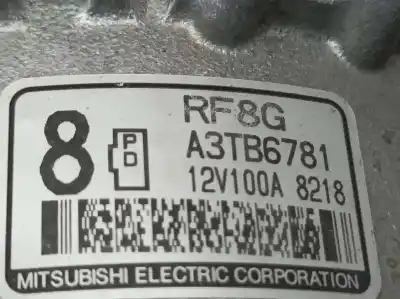 RF8G
8 P D A3TB6781
12V100A 8218
MITSUBISHI ELECTRIC CORPORATION